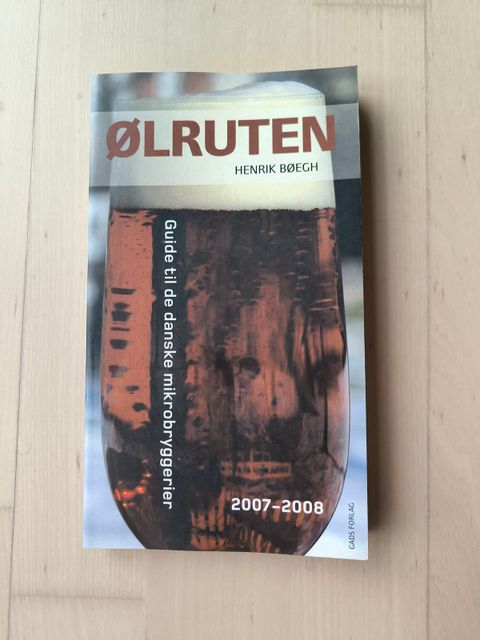 ØLRUTEN
HENRIK BØEGH
Guide til de danske mikrobryggerier
2007-2008
GADS FORLAG